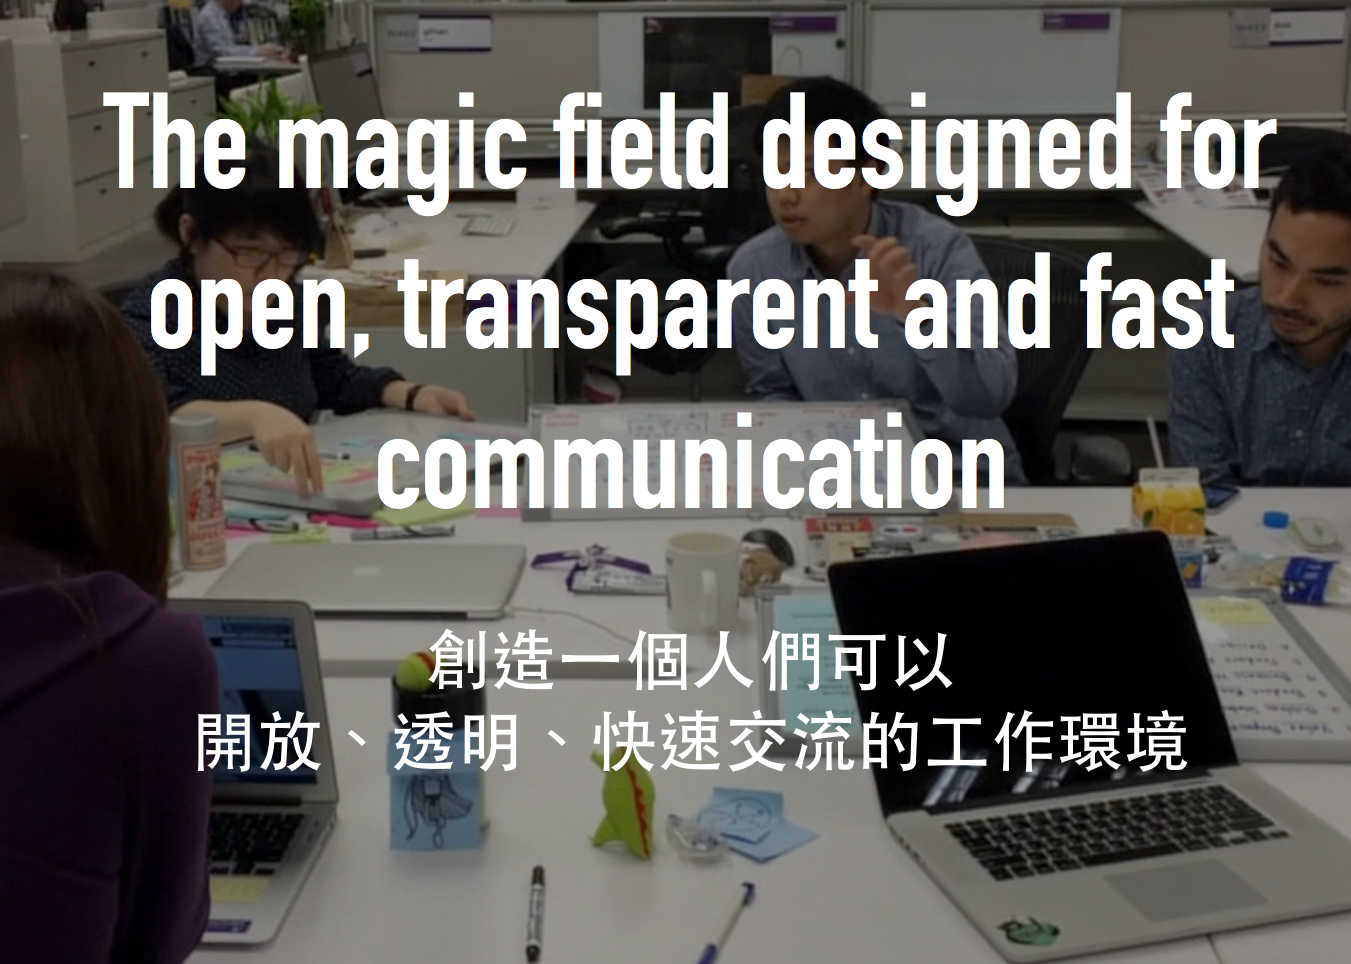 The magic field designed for
open, transparent and fast
communication
創造一個人們可以
開放、透明、快速交流的工作環境